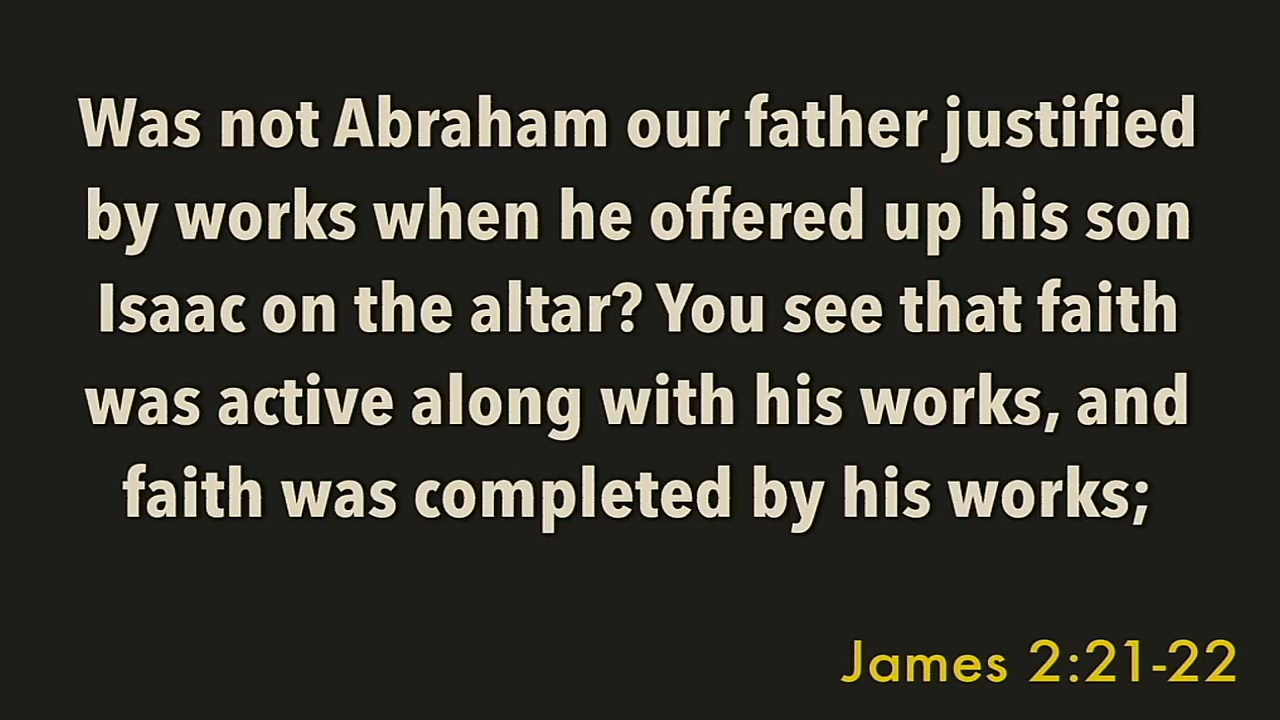 Was not Abraham our father justified
by works when he offered up his son
Isaac on the altar? You see that faith
was active along with his works, and
faith was completed by his works;
James 2:21-22